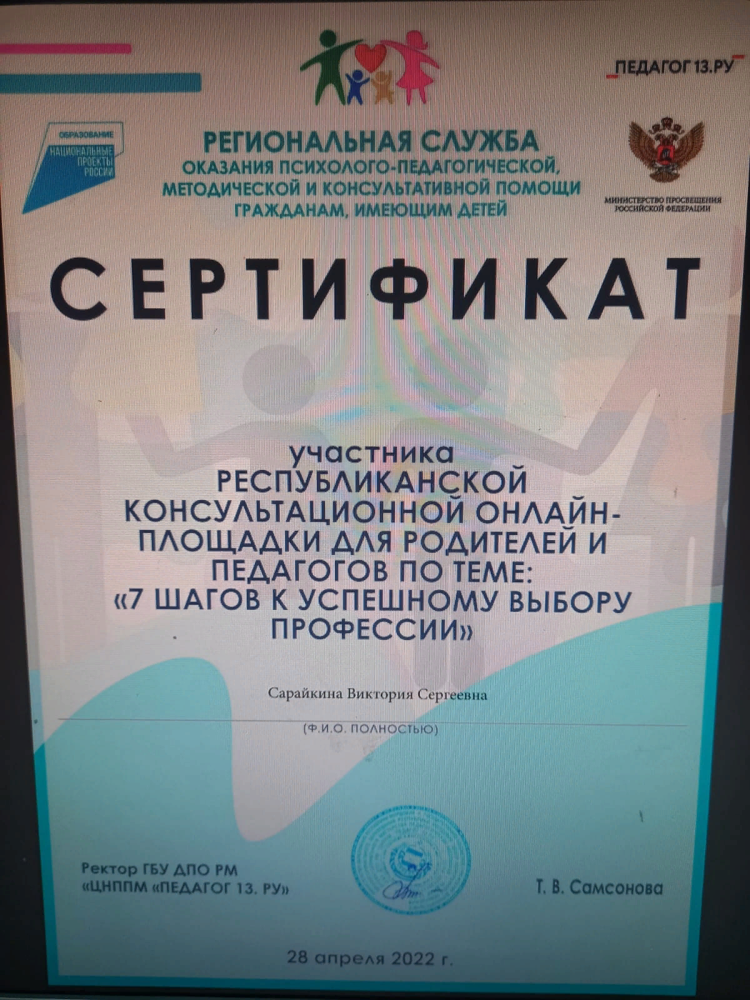 ПЕДАГОГ 13.РУ
ОБРАЗОВАНИЕ
НАЦИОНАЛЬНЫЕ
ПРОЕКТЫ
РОССИИ
РЕГИОНАЛЬНАЯ СЛУЖБА
ОКАЗАНИЯ ПСИХОЛОГО-ПЕДАГОГИЧЕСКОЙ,
МЕТОДИЧЕСКОЙ И КОНСУЛЬТАТИВНОЙ ПОМОЩИ
ГРАЖДАНАМ, ИМЕЮЩИМ ДЕТЕЙ
МИНИСТЕРСТВО ПРОСВЕЩЕНИЯ
РОССИЙСКОЙ ФЕДЕРАЦИИ
СЕРТИФИКАТ
участника
РЕСПУБЛИКАНСКОЙ
КОНСУЛЬТАЦИОННОЙ ОНЛАЙН-
ПЛОЩАДКИ ДЛЯ РОДИТЕЛЕЙ И
ПЕДАГОГОВ ПО ТЕМЕ:
«7 ШАГОВ К УСПЕШНОМУ ВЫБОРУ
ПРОФЕССИИ»
Сарайкина Виктория Сергеевна
(Ф.И.О. ПОЛНОСТЬЮ)
Ректор ГБУ ДПО РМ
«ЦНППМ «ПЕДАГОГ 13. РУ»
Т. В. Самсонова
28 апреля 2022 г.